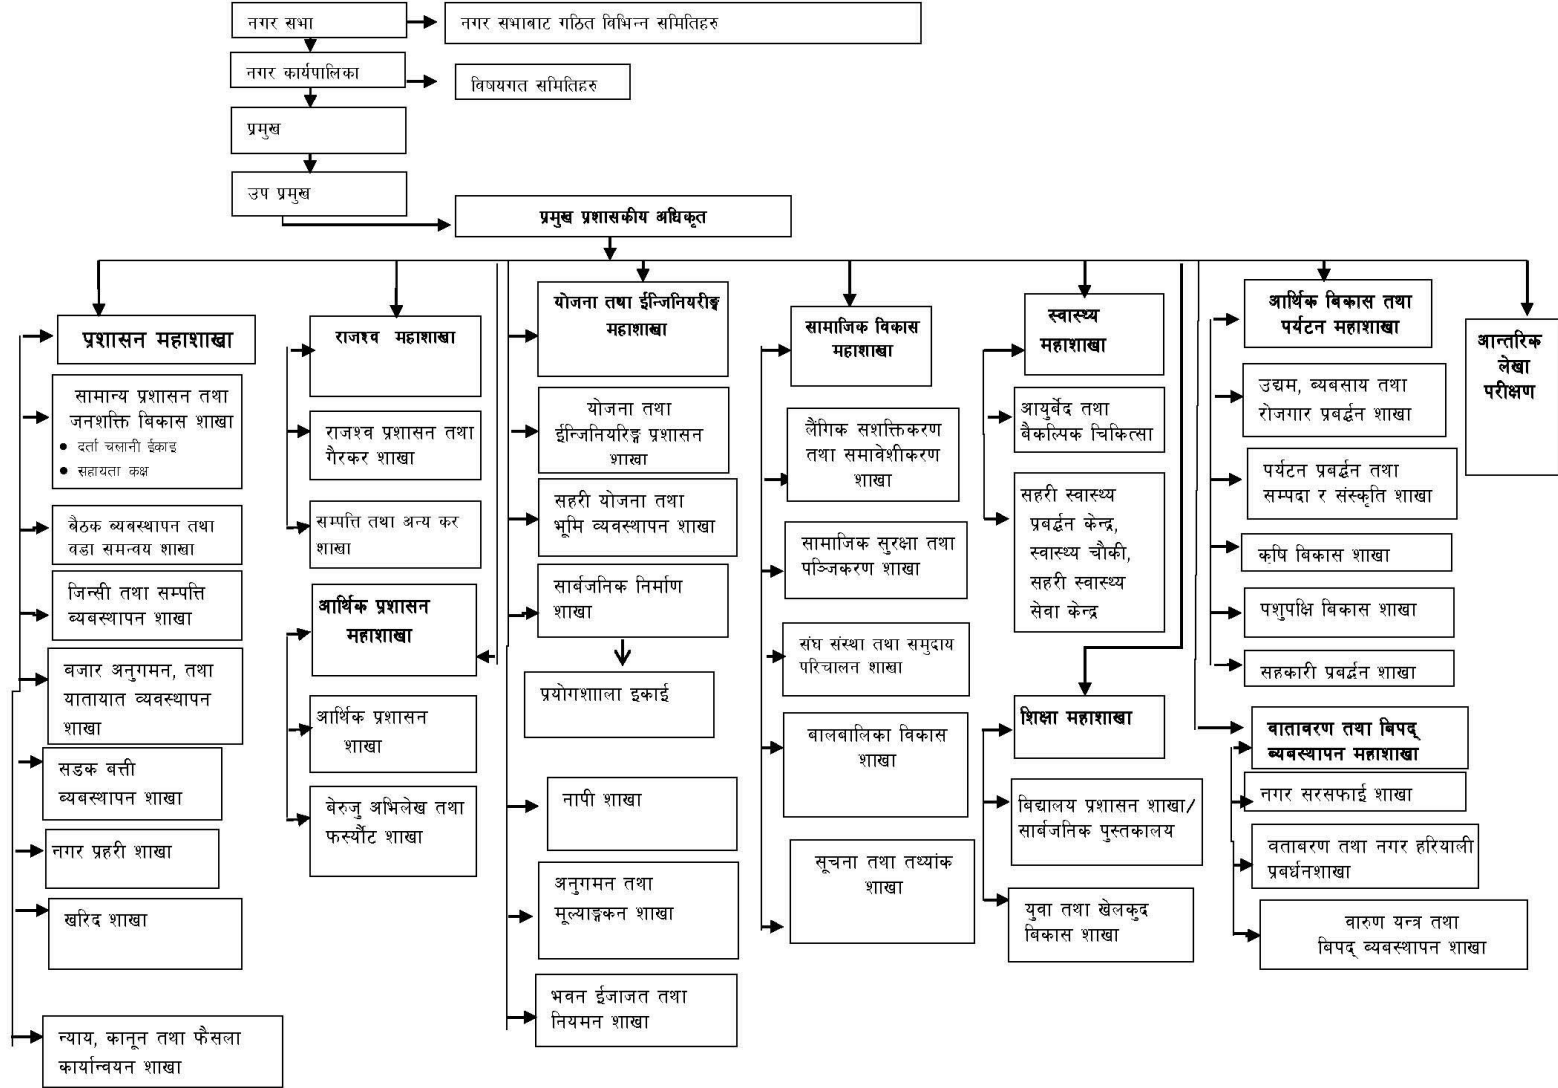 नगर सभा
नगर सभाबाट गठित विभिन्न समितिहरु
नगर कार्यपालिका
विषयगत समितिहरु
प्रमुख
उप प्रमुख
प्रमुख प्रशासकीय अधिकृत
प्रशासन महाशाखा
सामान्य प्रशासन तथा
जनशक्ति बिकास शाखा
• दर्ता चलानी ईकाइ
• सहायता कक्ष
बैठक ब्यबस्थापन तथा
वडा समन्वय शाखा
जिन्सी तथा सम्पत्ति
ब्यबस्थापन शाखा
बजार अनुगमन, तथा
यातायात व्यवस्थापन
शाखा
सडक बत्ती
ब्यबस्थापन शाखा
नगर प्रहरी शाखा
खरिद शाखा
न्याय, कानून तथा फैसला
कार्यान्वयन शाखा
राजश्व महाशाखा
राजश्व प्रशासन तथा
गैरकर शाखा
सम्पत्ति तथा अन्य कर
शाखा
आर्थिक प्रशासन
महाशाखा
आर्थिक प्रशासन
शाखा
बेरुजु अभिलेख तथा
फर्स्यौट शाखा
योजना तथा ईन्जिनियरीङ्ग
महाशाखा
योजना तथा
ईन्जिनियरिङ्ग प्रशासन
शाखा
सहरी योजना तथा
भूमि व्यवस्थापन शाखा
सार्बजनिक निर्माण
शाखा
प्रयोगशााला इकाई
नापी शाखा
अनुगमन तथा
मूल्याङ्गकन शाखा
भवन ईजाजत तथा
नियमन शाखा
सामाजिक विकास
महाशाखा
लैंगिक सशक्तिकरण
तथा समावेशीकरण
शाखा
सामाजिक सुरक्षा तथा
पञ्जिकरण शाखा
संघ संस्था तथा समुदाय
परिचालन शाखा
बालबालिका विकास
शाखा
सूचना तथा तथ्यांक
शाखा
स्वास्थ्य
महाशाखा
आयुर्बेद तथा
बैकल्पिक चिकित्सा
सहरी स्वास्थ्य
प्रबर्द्धन केन्द्र,
स्वास्थ्य चौकी,
सहरी स्वास्थ्य
सेवा केन्द्र
शिक्षा महाशाखा
बिद्यालय प्रशासन शाखा/
सार्बजनिक पुस्तकालय
युवा तथा खेलकुद
बिकास शाखा
आर्थिक बिकास तथा
पर्यटन महाशाखा
उद्यम, ब्यबसाय तथा
रोजगार प्रबर्द्धन शाखा
पर्यटन प्रबर्द्धन तथा
सम्पदा र संस्कृति शाखा
कृषि बिकास शाखा
पशुपक्षि बिकास शाखा
सहकारी प्रबर्द्धन शाखा
वातावरण तथा बिपद्
ब्यबस्थापन महाशाखा
नगर सरसफाई शाखा
वताबरण तथा नगर हरियाली
प्रबर्धनशाखा
वारुण यन्त्र तथा
बिपद् ब्यबस्थापन शाखा
आन्तरिक
लेखा
परीक्षण